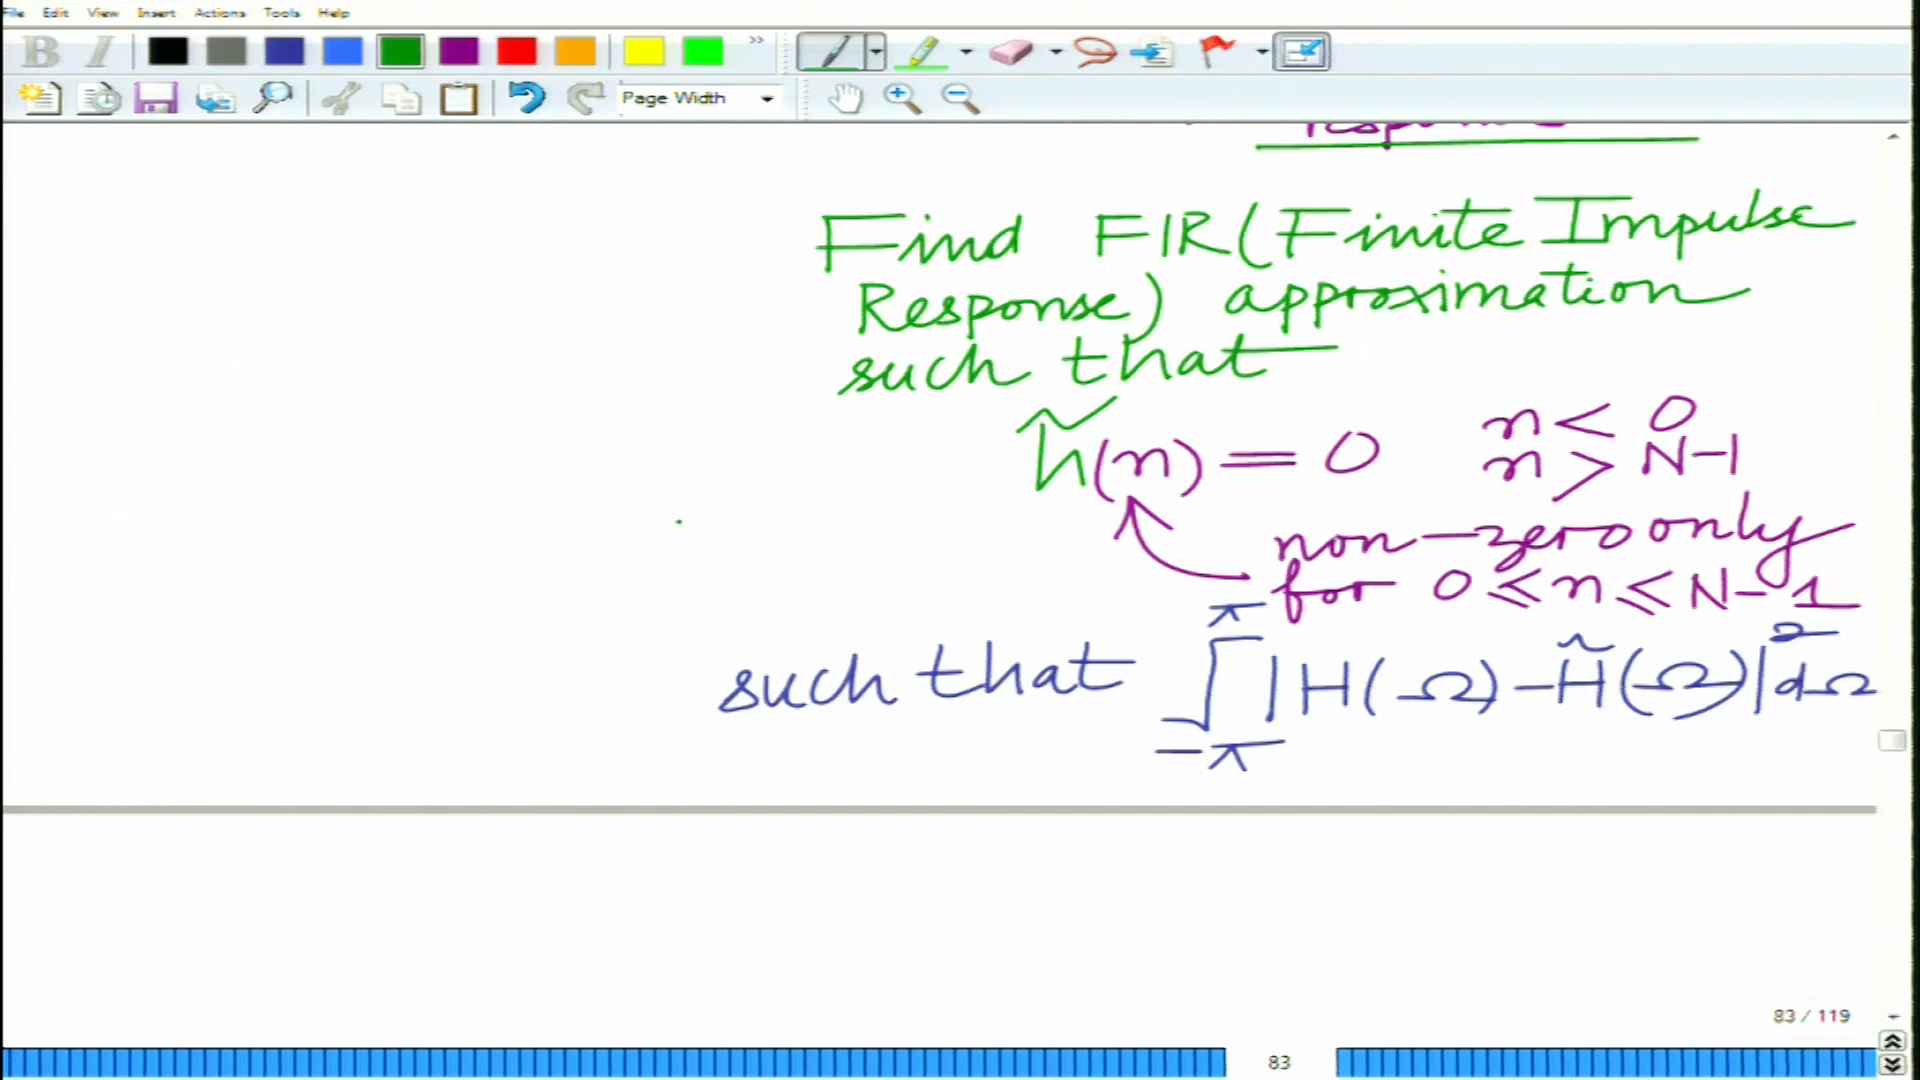 File Edit View Insert Actions Tools Help
B I
Page Width
Find FIR (Finite Impulse
Response) approximation
such that
h̃(n) = 0 n < 0
n > N-1
non-zero only
for 0 ≤ n ≤ N-1
such that ∫_{-π}^{π} |H(Ω) - H̃(Ω)|² dΩ
83 / 119
83